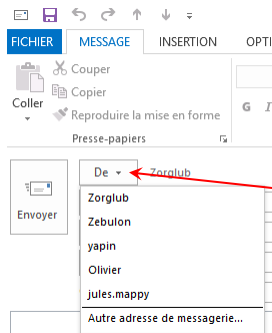 FICHIER MESSAGE INSERTION OPTI
Coller
Couper
Copier
Reproduire la mise en forme
Presse-papiers
G I
Envoyer
De Zorglub
Zorglub
Zebulon
yapin
Olivier
jules.mappy
Autre adresse de messagerie...